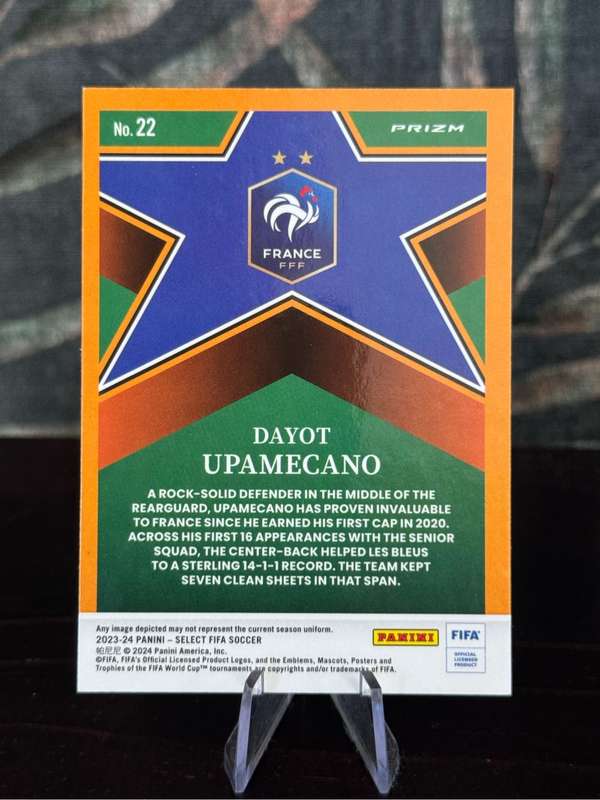 No. 22
PRIZM
FRANCE
FFF
DAYOT
UPAMECANO
A ROCK-SOLID DEFENDER IN THE MIDDLE OF THE
REARGUARD, UPAMECANO HAS PROVEN INVALUABLE
TO FRANCE SINCE HE EARNED HIS FIRST CAP IN 2020.
ACROSS HIS FIRST 16 APPEARANCES WITH THE SENIOR
SQUAD, THE CENTER-BACK HELPED LES BLEUS
TO A STERLING 14-1-1 RECORD. THE TEAM KEPT
SEVEN CLEAN SHEETS IN THAT SPAN.
Any image depicted may not represent the current season uniform.
2023-24 PANINI – SELECT FIFA SOCCER
帕尼尼 © 2024 Panini America, Inc.
©FIFA, FIFA's Official Licensed Product Logos, and the Emblems, Mascots, Posters and
Trophies of the FIFA World Cup™ tournaments are copyrights and/or trademarks of FIFA.
PANINI
FIFA®
OFFICIAL
LICENSED
PRODUCT